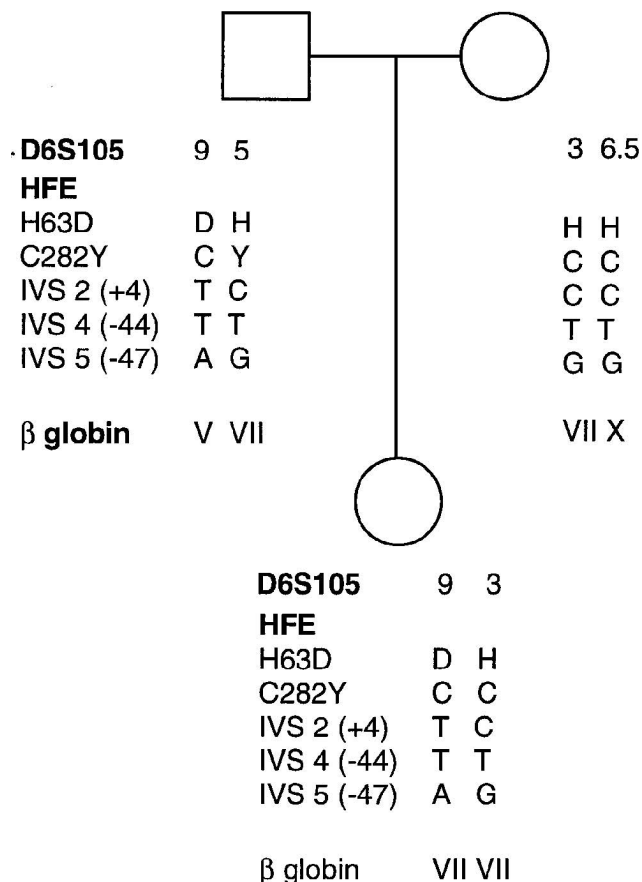 D6S105 9 5 3 6.5
HFE
H63D D H H H
C282Y C Y C C
IVS 2 (+4) T C C C
IVS 4 (-44) T T T T
IVS 5 (-47) A G G G
β globin V VII VII X
D6S105 9 3
HFE
H63D D H
C282Y C C
IVS 2 (+4) T C
IVS 4 (-44) T T
IVS 5 (-47) A G
β globin VII VII